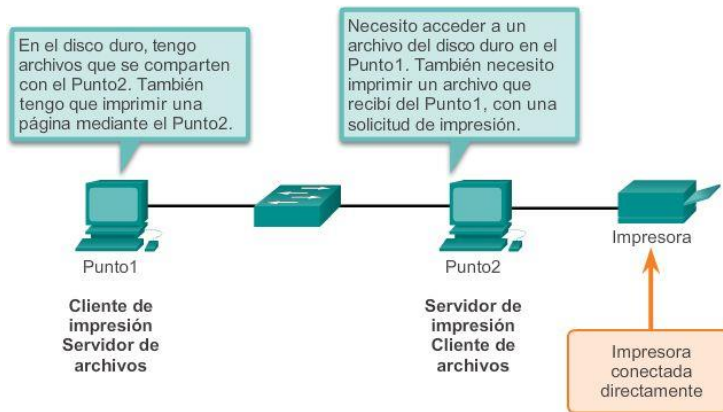 En el disco duro, tengo
archivos que se comparten
con el Punto2. También
tengo que imprimir una
página mediante el Punto2.
Necesito acceder a un
archivo del disco duro en el
Punto1. También necesito
imprimir un archivo que
recibí del Punto1, con una
solicitud de impresión.
Punto1
Punto2
Impresora
Cliente de
impresión
Servidor de
archivos
Servidor de
impresión
Cliente de
archivos
Impresora
conectada
directamente